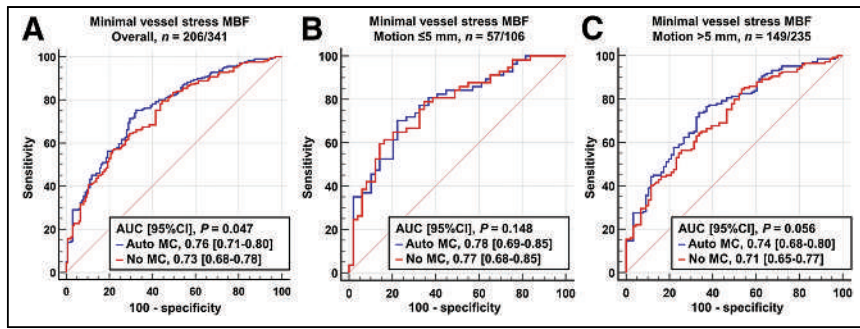 A
Minimal vessel stress MBF
Overall, n = 206/341
100
80
60
40
20
0
Sensitivity
AUC [95%CI], P = 0.047
Auto MC, 0.76 [0.71-0.80]
No MC, 0.73 [0.68-0.78]
0 20 40 60 80 100
100 - specificity
B
Minimal vessel stress MBF
Motion ≤5 mm, n = 57/106
100
80
60
40
20
0
Sensitivity
AUC [95%CI], P = 0.148
Auto MC, 0.78 [0.69-0.85]
No MC, 0.77 [0.68-0.85]
0 20 40 60 80 100
100 - specificity
C
Minimal vessel stress MBF
Motion >5 mm, n = 149/235
100
80
60
40
20
0
Sensitivity
AUC [95%CI], P = 0.056
Auto MC, 0.74 [0.68-0.80]
No MC, 0.71 [0.65-0.77]
0 20 40 60 80 100
100 - specificity